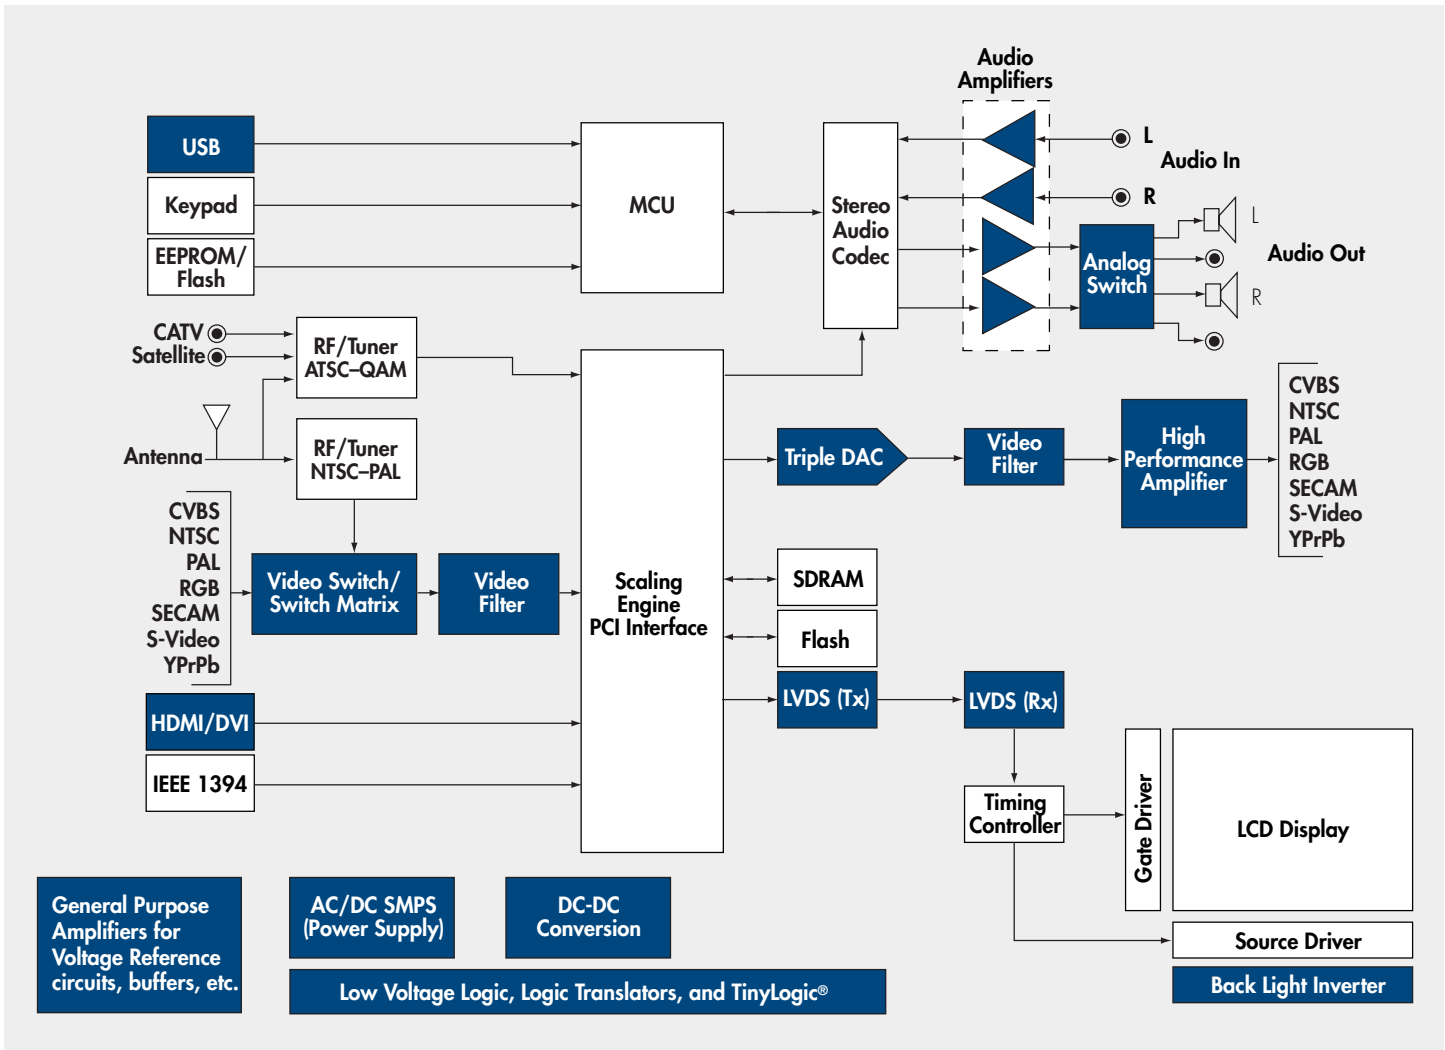 Audio
Amplifiers
USB
Keypad
EEPROM/
Flash
MCU
Stereo
Audio
Codec
L
Audio In
R
Analog
Switch
L
Audio Out
R
CATV
Satellite
RF/Tuner
ATSC–QAM
Antenna
RF/Tuner
NTSC–PAL
CVBS
NTSC
PAL
RGB
SECAM
S-Video
YPrPb
Video Switch/
Switch Matrix
Video
Filter
HDMI/DVI
IEEE 1394
Scaling
Engine
PCI Interface
Triple DAC
Video
Filter
High
Performance
Amplifier
CVBS
NTSC
PAL
RGB
SECAM
S-Video
YPrPb
SDRAM
Flash
LVDS (Tx)
LVDS (Rx)
Timing
Controller
Gate Driver
LCD Display
Source Driver
Back Light Inverter
General Purpose
Amplifiers for
Voltage Reference
circuits, buffers, etc.
AC/DC SMPS
(Power Supply)
DC-DC
Conversion
Low Voltage Logic, Logic Translators, and TinyLogic®